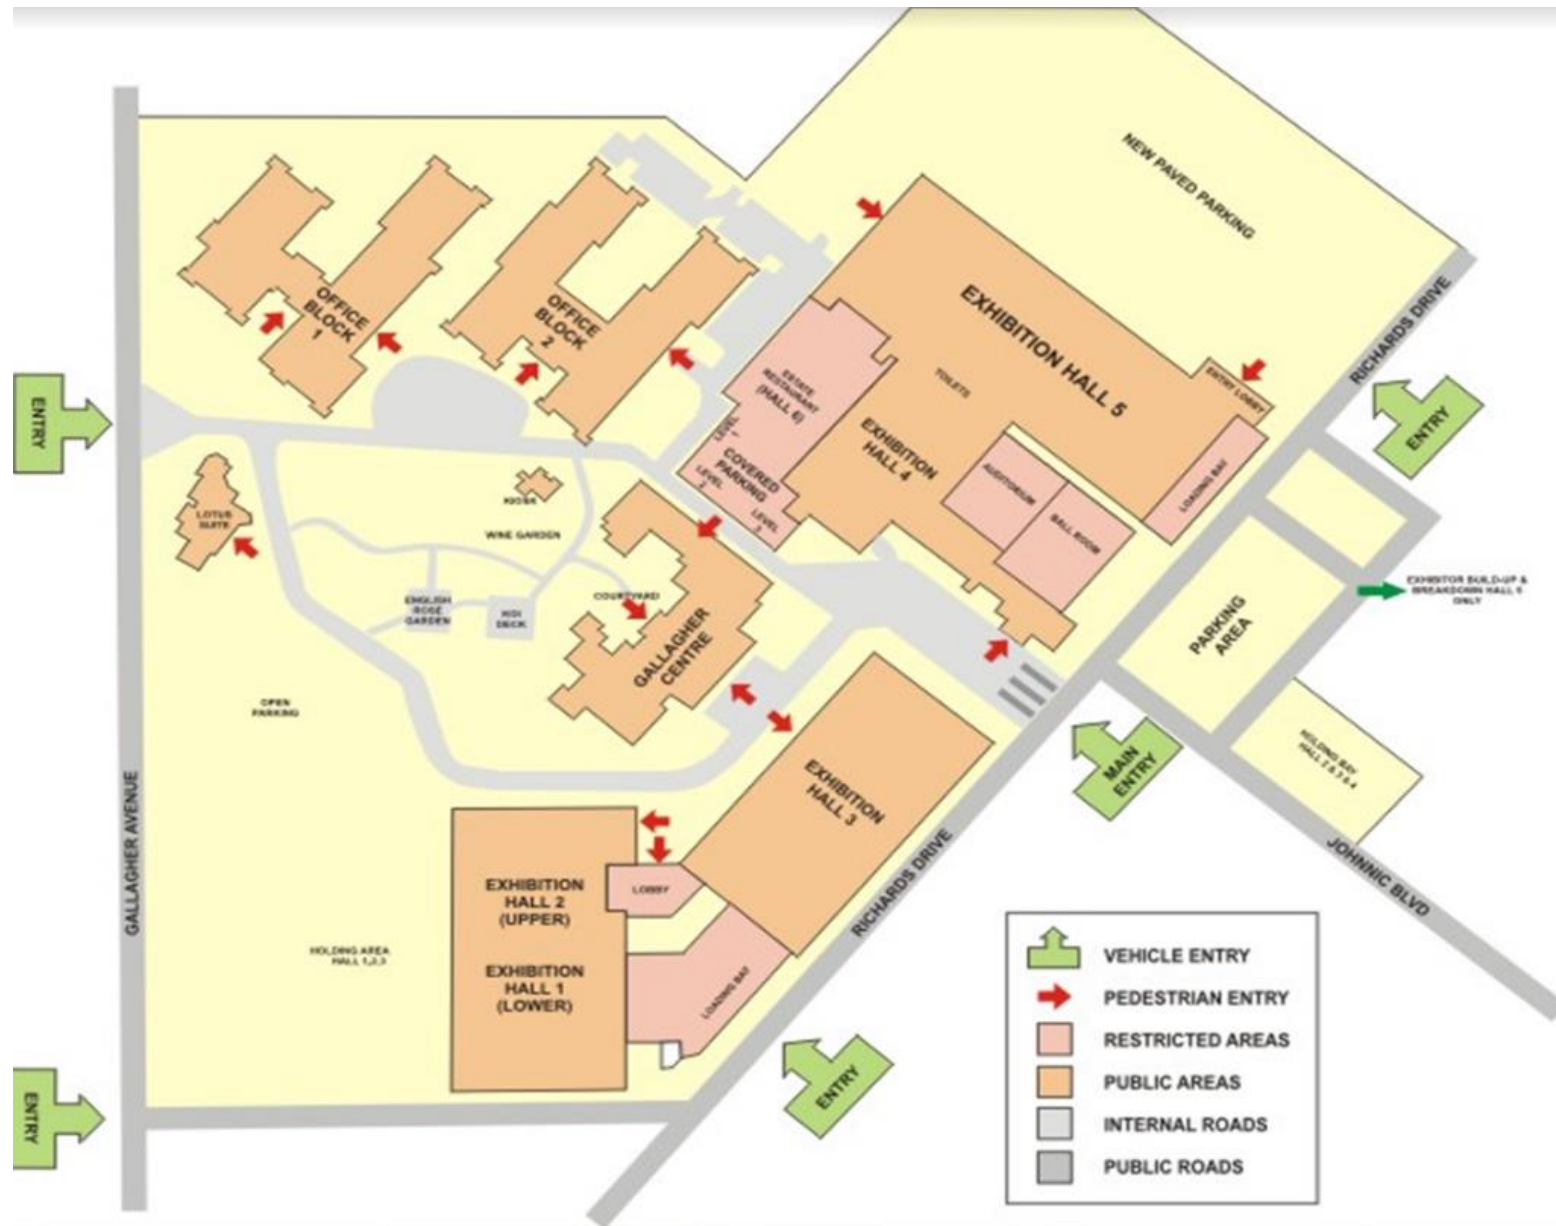 NEW PAVED PARKING
RICHARDS DRIVE
ENTRY
OFFICE
BLOCK
1
OFFICE
BLOCK
2
EXHIBITION HALL 5
ENTRY LOBBY
LOADING BAY
TOILETS
ESTATE
RESTAURANT
(HALL 6)
EXHIBITION
HALL 4
LEVEL
1
COVERED
PARKING
LEVEL
2
LEVEL
3
AUDITORIUM
BALL ROOM
ENTRY
LOTUS
SUITE
KIOSK
WINE GARDEN
COURTYARD
ENGLISH
ROSE
GARDEN
KOI
DECK
GALLAGHER
CENTRE
OPEN
PARKING
PARKING
AREA
EXHIBITOR BUILD-UP &
BREAKDOWN HALL 5
ONLY
HOLDING BAY
MAIN
ENTRY
JOHNNIC BLVD
EXHIBITION
HALL 3
RICHARDS DRIVE
GALLAGHER AVENUE
EXHIBITION
HALL 2
(UPPER)
LOBBY
EXHIBITION
HALL 1
(LOWER)
LOADING BAY
HOLDING AREA
HALL 1,2,3
ENTRY
ENTRY
VEHICLE ENTRY
PEDESTRIAN ENTRY
RESTRICTED AREAS
PUBLIC AREAS
INTERNAL ROADS
PUBLIC ROADS